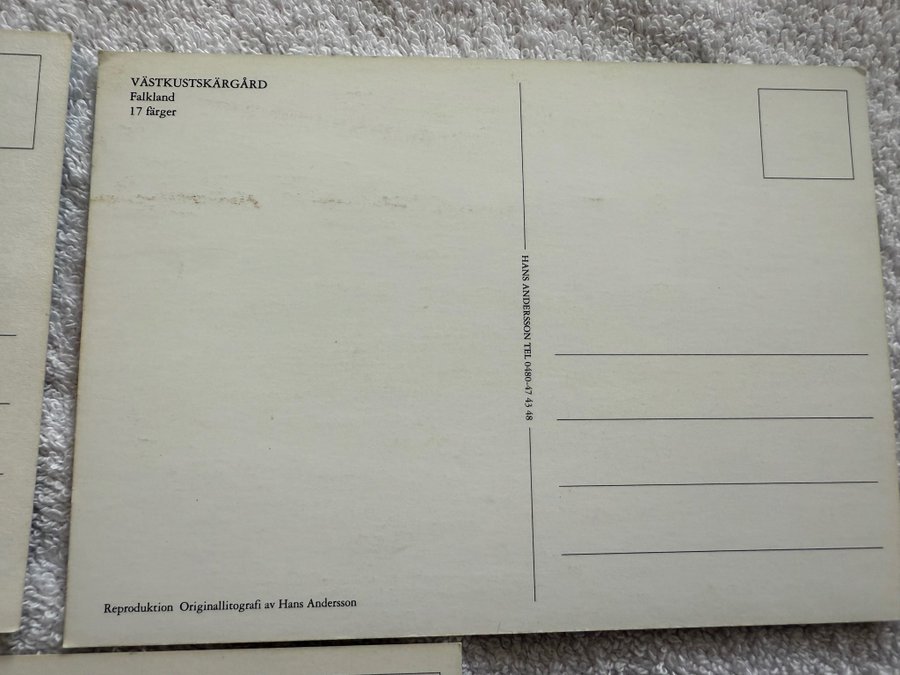 VÄSTKUSTSKÄRGÅRD
Falkland
17 färger
HANS ANDERSSON TEL 0480-47 43 48
Reproduktion Originallitografi av Hans Andersson